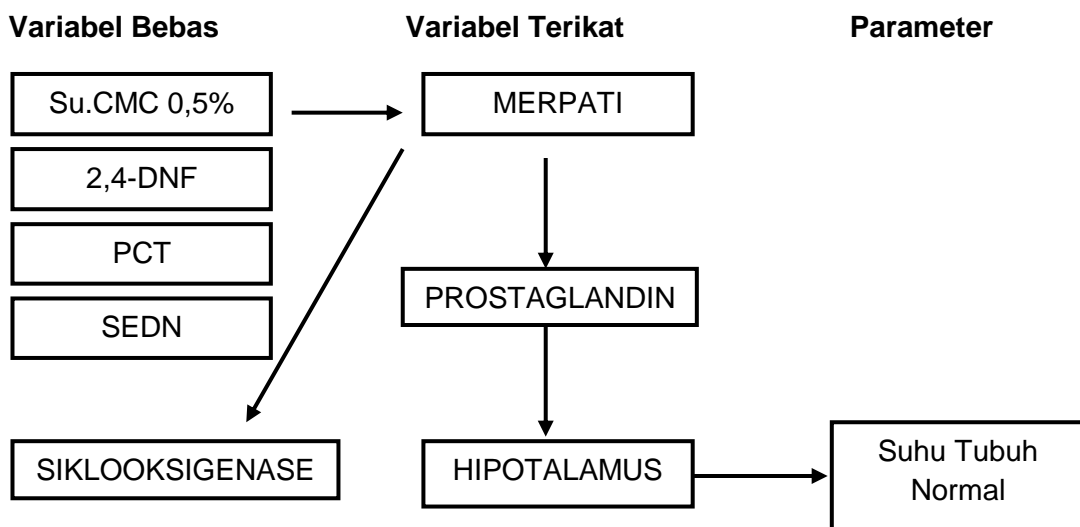 Variabel Bebas
Variabel Terikat
Parameter
Su.CMC 0,5%
MERPATI
2,4-DNF
PCT
PROSTAGLANDIN
SEDN
SIKLOOKSIGENASE
HIPOTALAMUS
Suhu Tubuh
Normal